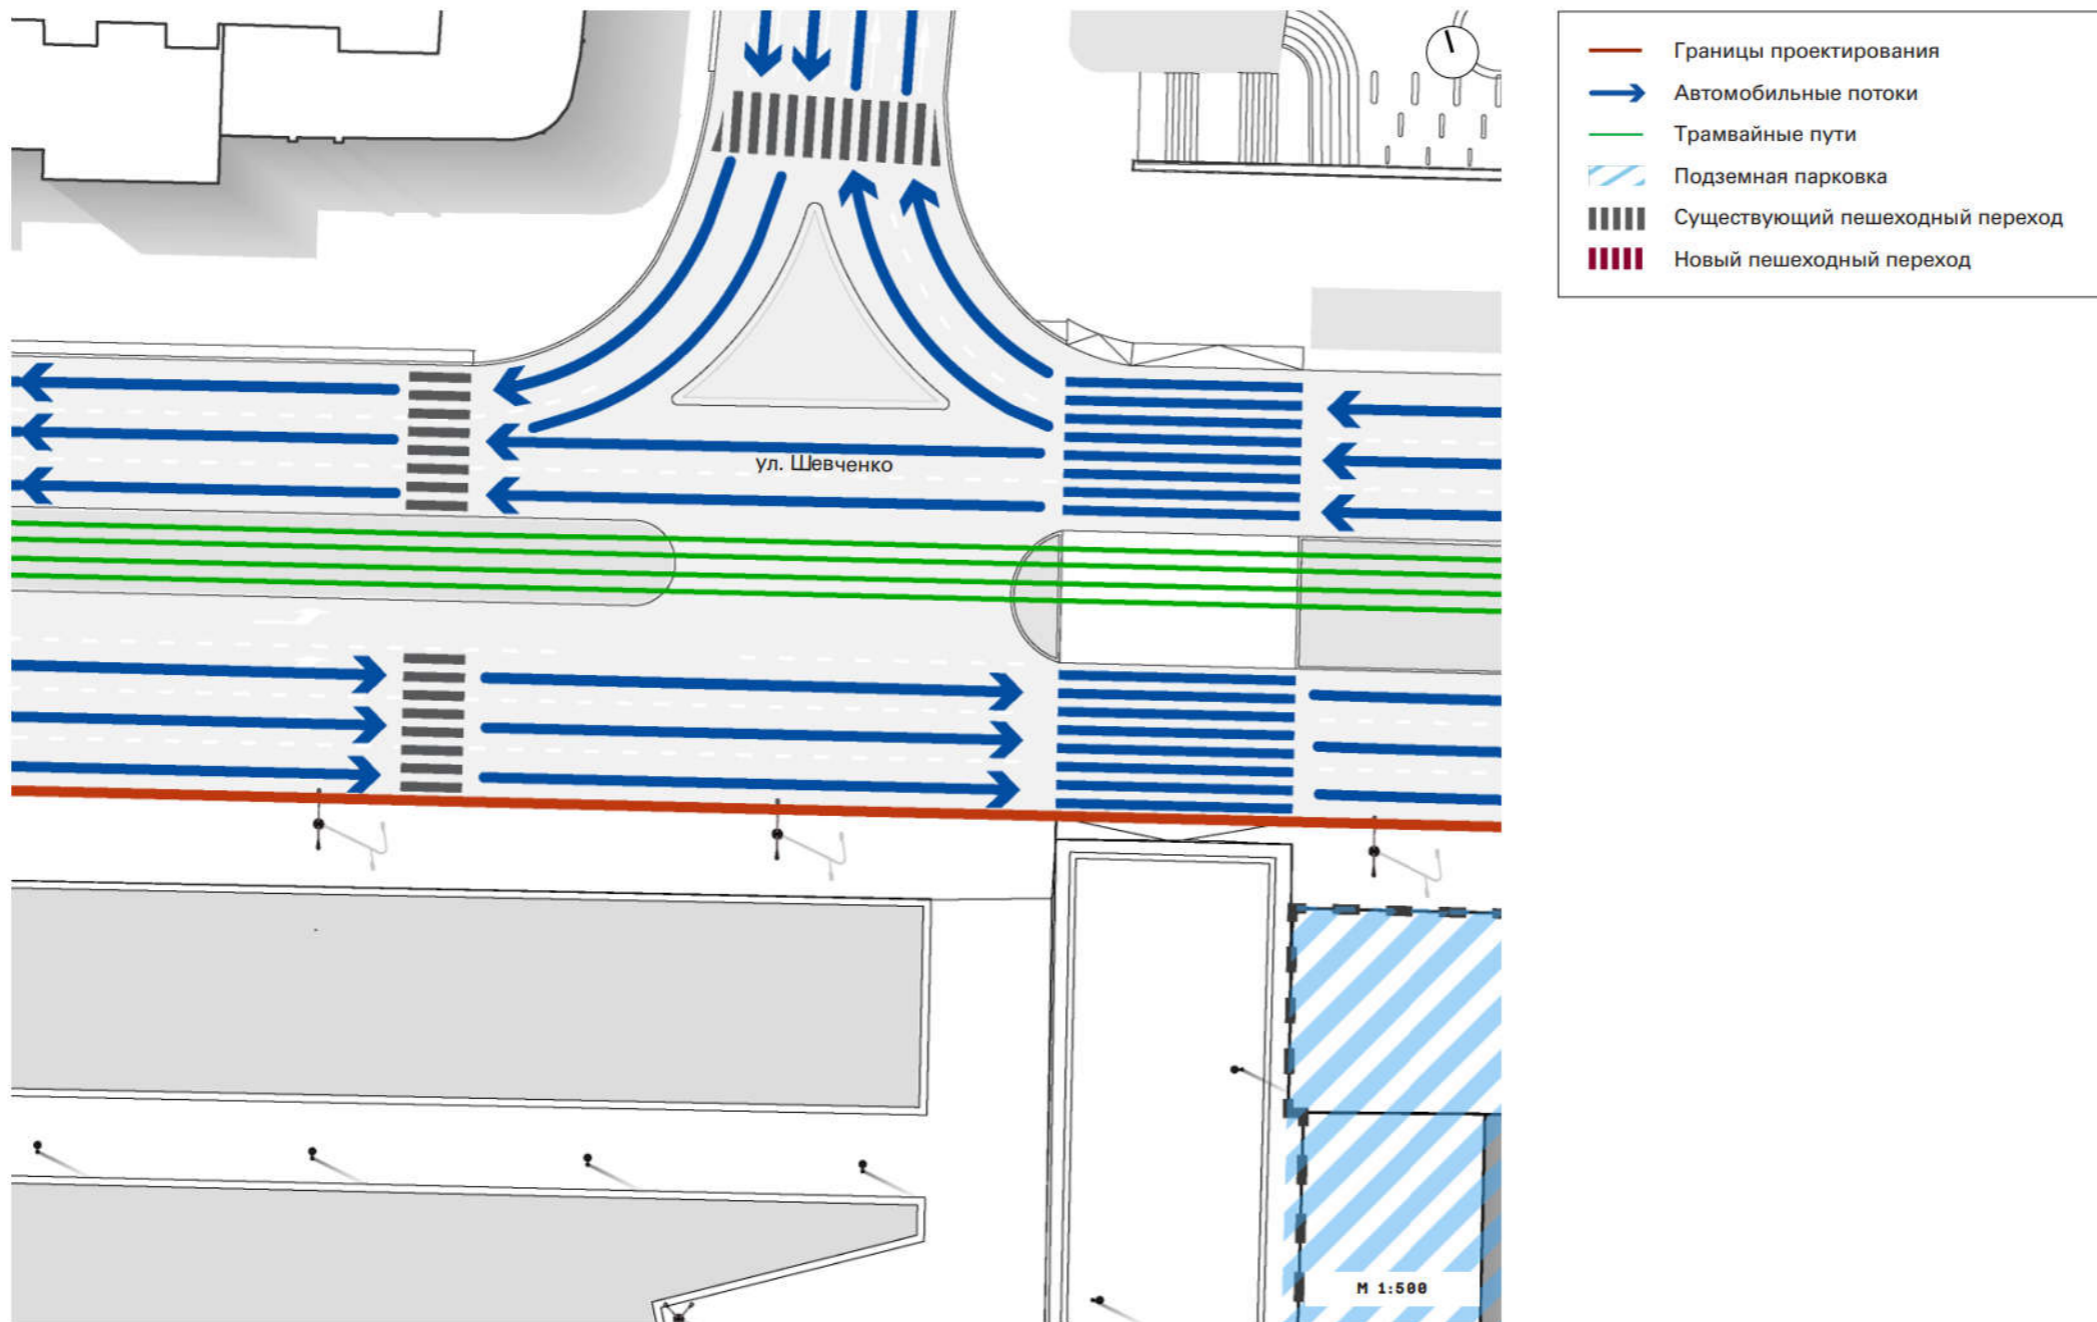 Границы проектирования
Автомобильные потоки
Трамвайные пути
Подземная парковка
Существующий пешеходный переход
Новый пешеходный переход
ул. Шевченко
М 1:500